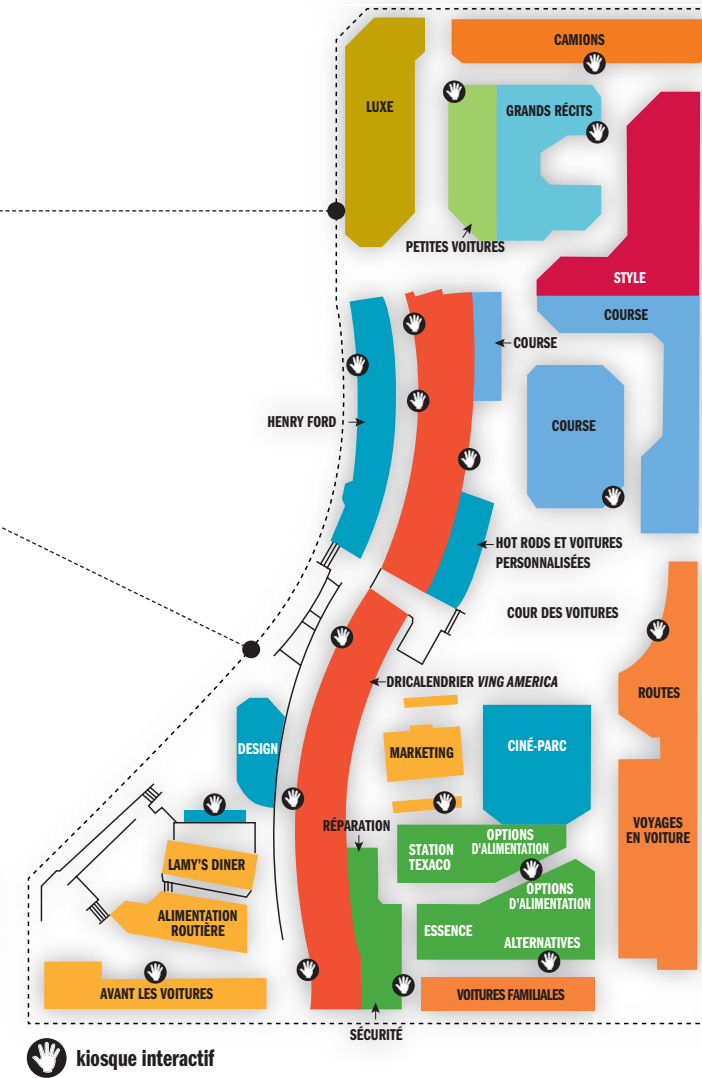 CAMIONS
LUXE
GRANDS RÉCITS
PETITES VOITURES
STYLE
COURSE
COURSE
COURSE
HENRY FORD
HOT RODS ET VOITURES
PERSONNALISÉES
COUR DES VOITURES
DRICALENDRIER VING AMERICA
ROUTES
DESIGN
MARKETING
CINÉ-PARC
RÉPARATION
VOYAGES
EN VOITURE
STATION
TEXACO
OPTIONS
D'ALIMENTATION
LAMY'S DINER
OPTIONS
D'ALIMENTATION
ALIMENTATION
ROUTIÈRE
ESSENCE
ALTERNATIVES
AVANT LES VOITURES
VOITURES FAMILIALES
SÉCURITÉ
kiosque interactif